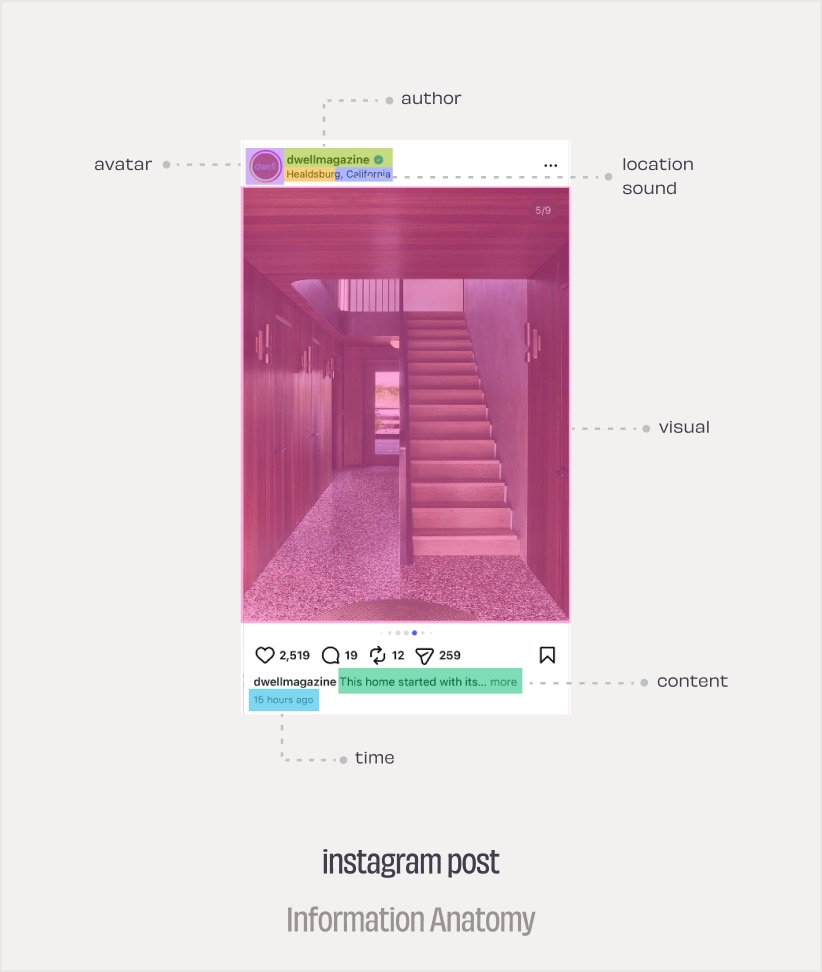 author
avatar
dwell
dwellmagazine
Healdsburg, California
location
sound
5/9
visual
2,519 19 12 259
dwellmagazine This home started with its... more
content
15 hours ago
time
instagram post
Information Anatomy